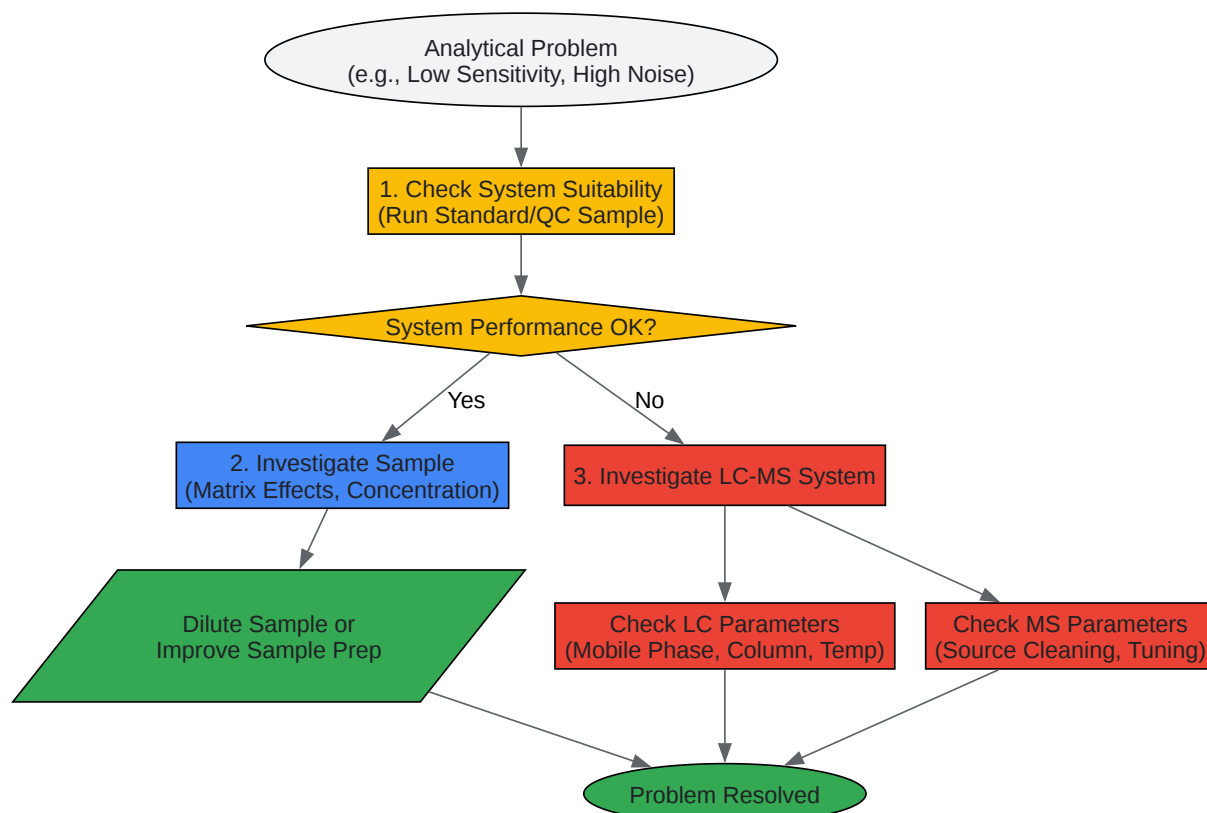 Analytical Problem
(e.g., Low Sensitivity, High Noise)
1. Check System Suitability
(Run Standard/QC Sample)
System Performance OK?
Yes
No
2. Investigate Sample
(Matrix Effects, Concentration)
3. Investigate LC-MS System
Dilute Sample or
Improve Sample Prep
Check LC Parameters
(Mobile Phase, Column, Temp)
Check MS Parameters
(Source Cleaning, Tuning)
Problem Resolved